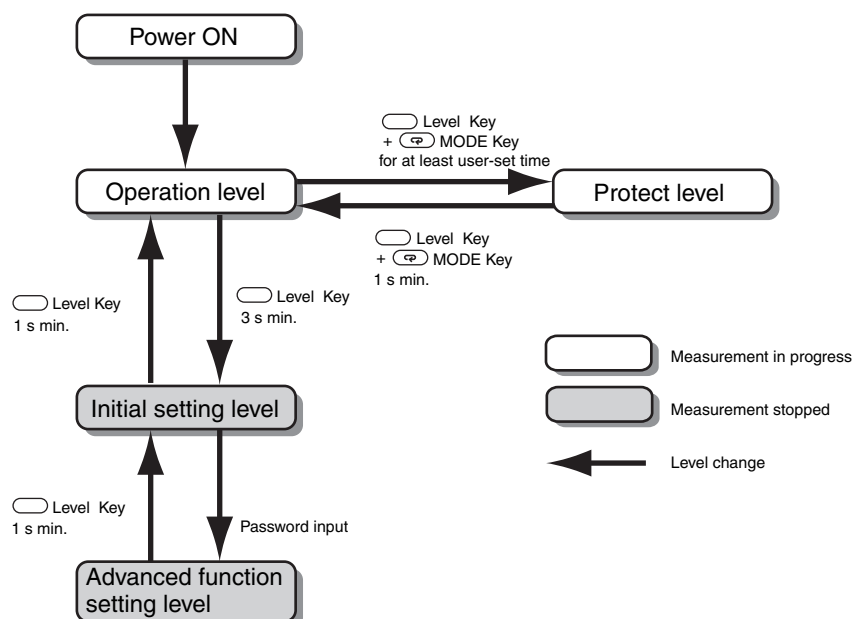 Power ON
Level Key
+ MODE Key
for at least user-set time
Operation level
Protect level
Level Key
+ MODE Key
1 s min.
Level Key
1 s min.
Level Key
3 s min.
Measurement in progress
Initial setting level
Measurement stopped
Level change
Level Key
1 s min.
Password input
Advanced function
setting level